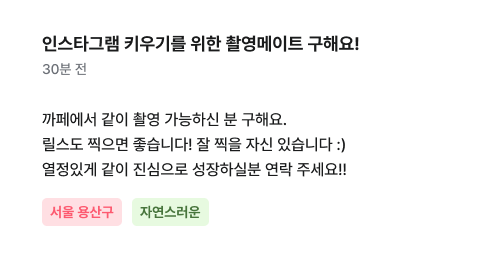 인스타그램 키우기를 위한 촬영메이트 구해요!
30분 전
까페에서 같이 촬영 가능하신 분 구해요.
릴스도 찍으면 좋습니다! 잘 찍을 자신 있습니다 :)
열정있게 같이 진심으로 성장하실분 연락 주세요!!
서울 용산구 자연스러운